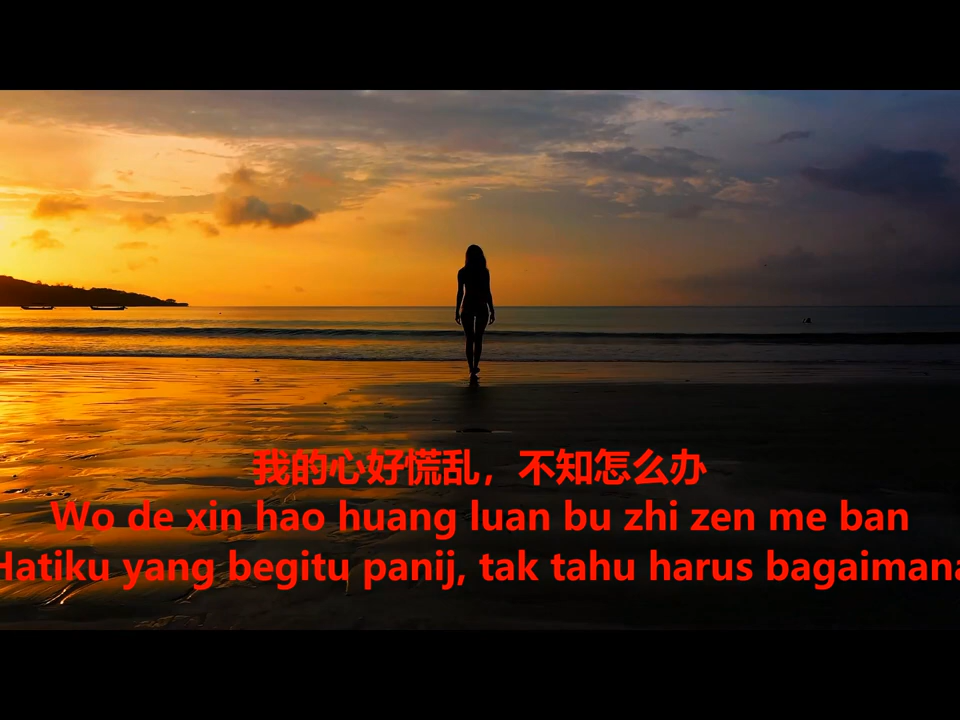 我的心好慌乱，不知怎么办
Wo de xin hao huang luan bu zhi zen me ban
Hatiku yang begitu panij, tak tahu harus bagaimana